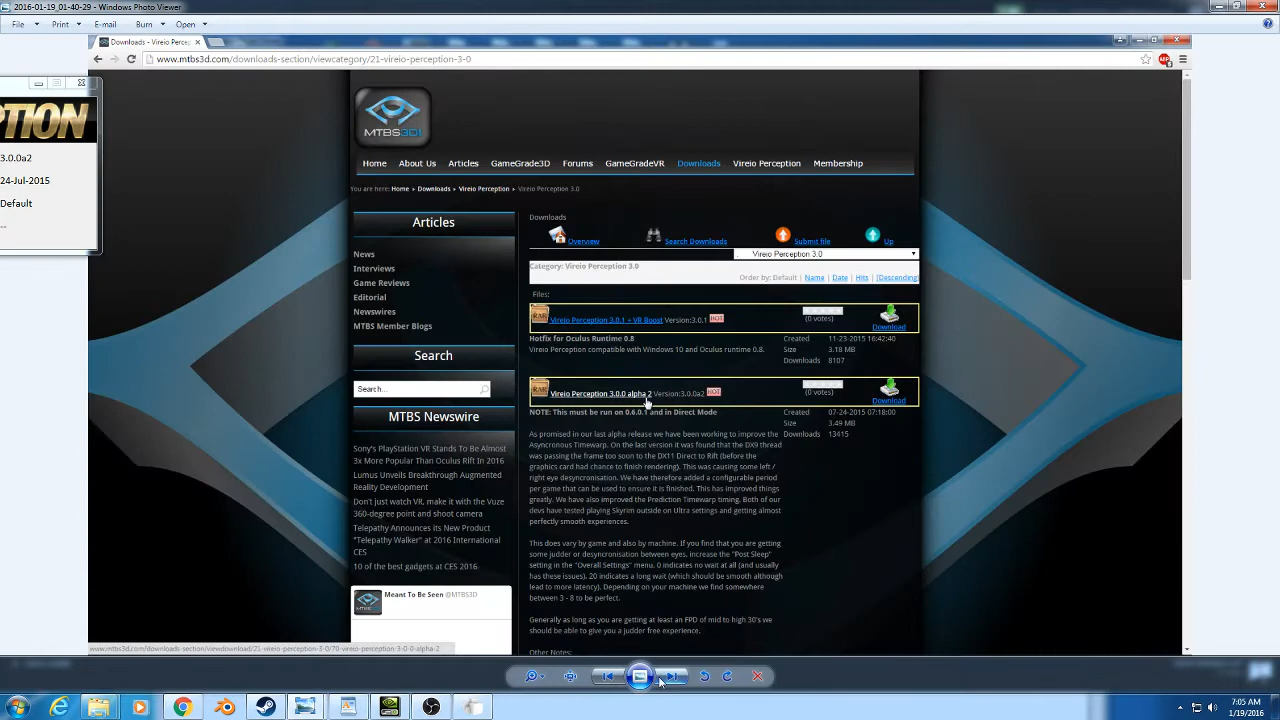 2016-01-19_01-40-29 - Windows Photo Viewer
File Print E-mail Burn Open
Downloads - Vireio Perce
www.mtbs3d.com/downloads-section/viewcategory/21-vireio-perception-3-0
PTION
3.0.0a2
24-Jul-2015
Default
--
MTBS3D!
Home About Us Articles GameGrade3D Forums GameGradeVR Downloads Vireio Perception Membership
You are here: Home Downloads Vireio Perception Vireio Perception 3.0
Articles
News
Interviews
Game Reviews
Editorial
Newswires
MTBS Member Blogs
Search
Search...
MTBS Newswire
Sony's PlayStation VR Stands To Be Almost
3x More Popular Than Oculus Rift In 2016
Lumus Unveils Breakthrough Augmented
Reality Development
Don't just watch VR, make it with the Vuze
360-degree point and shoot camera
Telepathy Announces its New Product
"Telepathy Walker" at 2016 International
CES
10 of the best gadgets at CES 2016
Meant To Be Seen @MTBS3D
Downloads
Overview Search Downloads Submit file Up
. Vireio Perception 3.0
Category: Vireio Perception 3.0
Order by: Default | Name | Date | Hits | [Descending]
Files:
RAR Vireio Perception 3.0.1 + VR Boost Version:3.0.1 HOT (0 votes) Download
Hotfix for Oculus Runtime 0.8 Created 11-23-2015 16:42:40
Vireio Perception compatible with Windows 10 and Oculus runtime 0.8. Size 3.18 MB
Downloads 8107
RAR Vireio Perception 3.0.0 alpha 2 Version:3.0.0a2 HOT (0 votes) Download
NOTE: This must be run on 0.6.0.1 and in Direct Mode Created 07-24-2015 07:18:00
Size 3.49 MB
Downloads 13415
As promised in our last alpha release we have been working to improve the
Asyncronous Timewarp. On the last version it was found that the DX9 thread
was passing the frame too soon to the DX11 Direct to Rift (before the
graphics card had chance to finish rendering). This was causing some left /
right eye desyncronisation. We have therefore added a configurable period
per game that can be used to ensure it is finished. This has improved things
greatly. We have also improved the Prediction Timewarp timing. Both of our
devs have tested playing Skyrim outside on Ultra settings and getting almost
perfectly smooth experiences.
This does vary by game and also by machine. If you find that you are getting
some judder or desyncronisation between eyes, increase the "Post Sleep"
setting in the "Overall Settings" menu. 0 indicates no wait at all (and usually
has these issues), 20 indicates a long wait (which should be smooth although
lead to more latency). Depending on your machine we find somewhere
between 3 - 8 to be perfect.
Generally as long as you are getting at least an FPD of mid to high 30's we
should be able to give you a judder free experience.
Other Notes:
www.mtbs3d.com/downloads-section/viewdownload/21-vireio-perception-3-0/70-vireio-perception-3-0-0-alpha-2
7:05 AM
1/19/2016